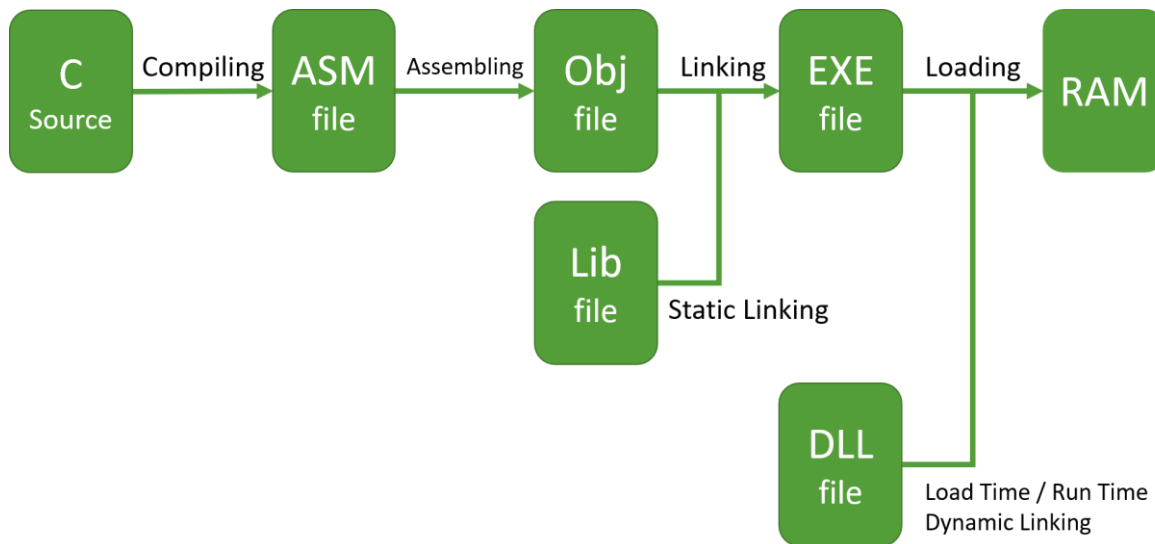 C
Source
Compiling
ASM
file
Assembling
Obj
file
Linking
EXE
file
Loading
RAM
Lib
file
Static Linking
DLL
file
Load Time / Run Time
Dynamic Linking